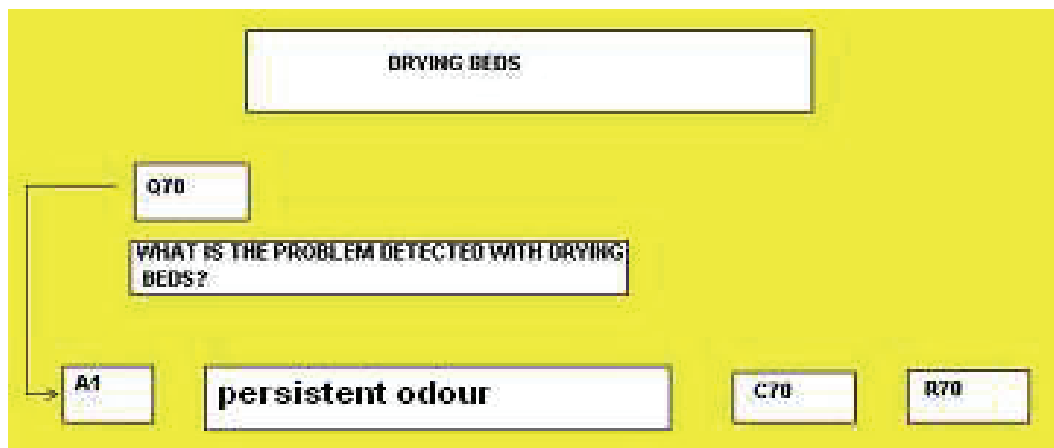 DRYING BEDS
Q70
WHAT IS THE PROBLEM DETECTED WITH DRYING
BEDS?
A1
persistent odour
C70
R70